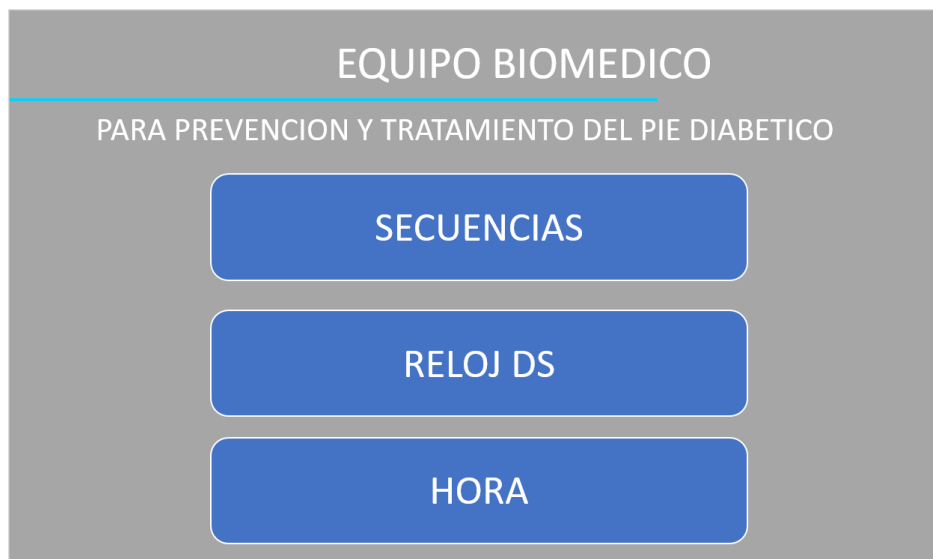 EQUIPO BIOMEDICO
PARA PREVENCION Y TRATAMIENTO DEL PIE DIABETICO
SECUENCIAS
RELOJ DS
HORA